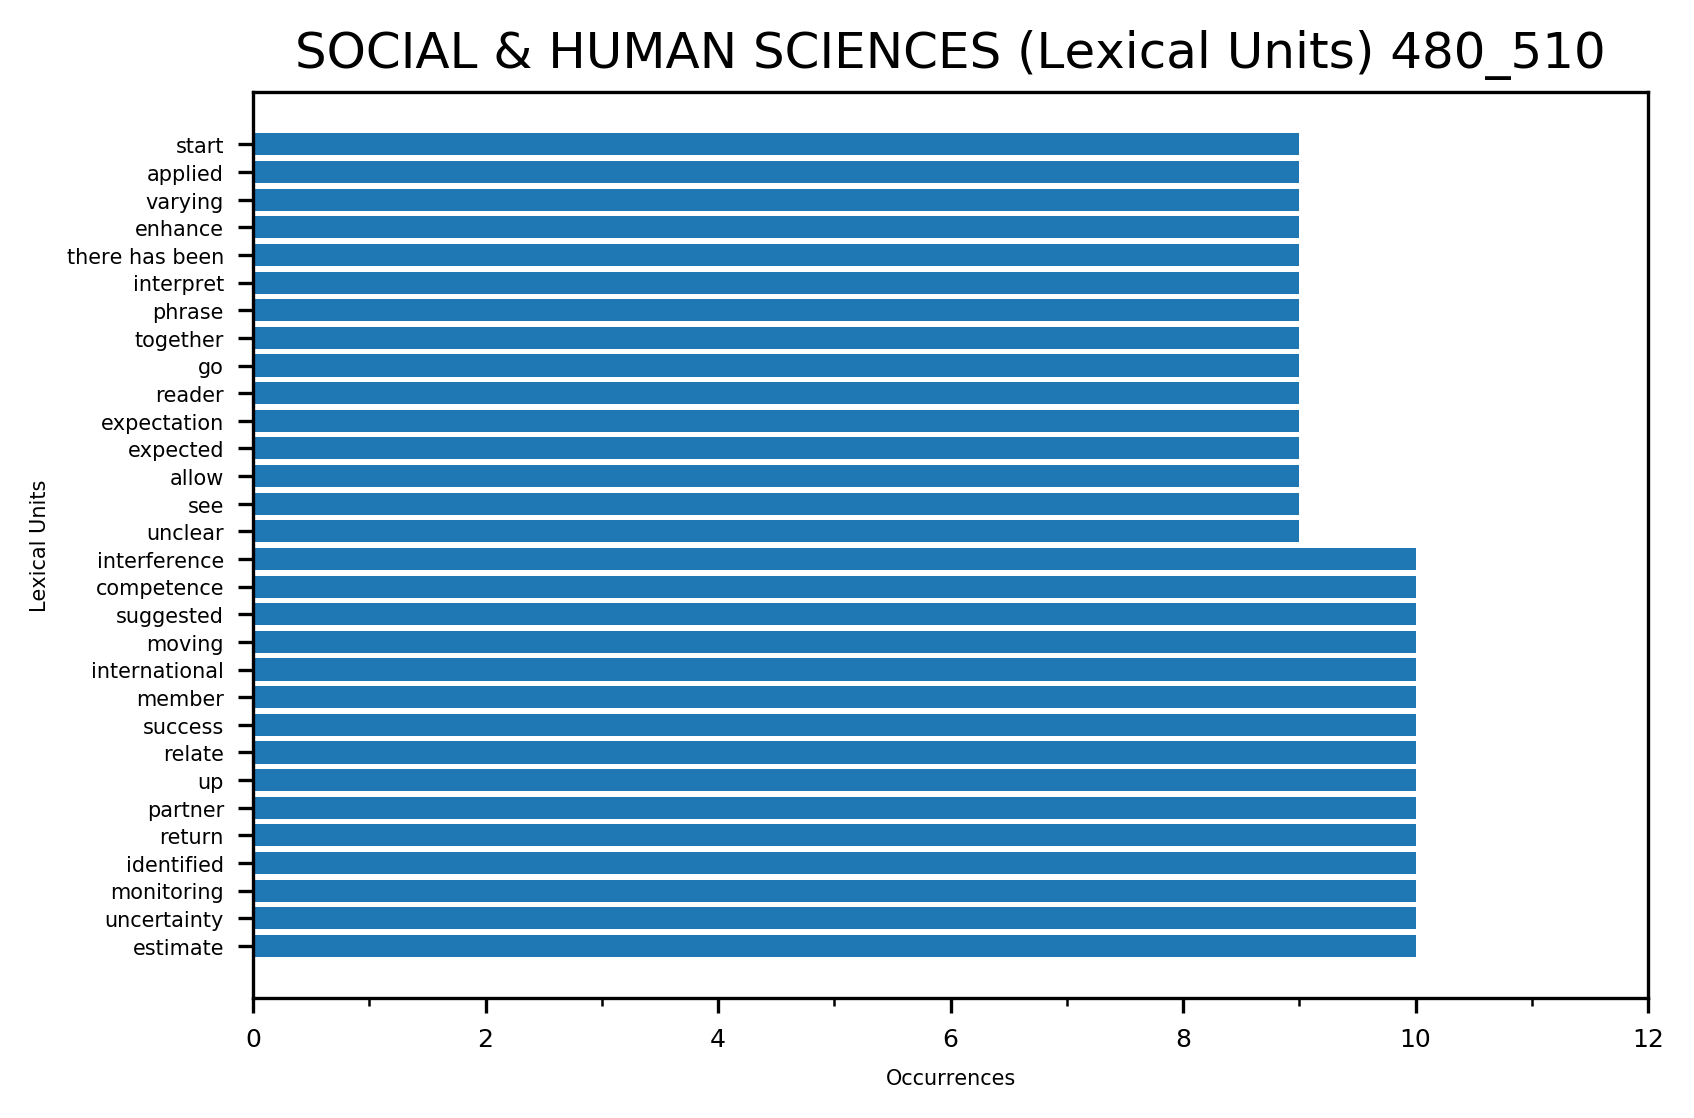 SOCIAL & HUMAN SCIENCES (Lexical Units) 480_510
start
applied
varying
enhance
there has been
interpret
phrase
together
go
reader
expectation
expected
allow
see
unclear
interference
competence
suggested
moving
international
member
success
relate
up
partner
return
identified
monitoring
uncertainty
estimate
Lexical Units
0 2 4 6 8 10 12
Occurrences